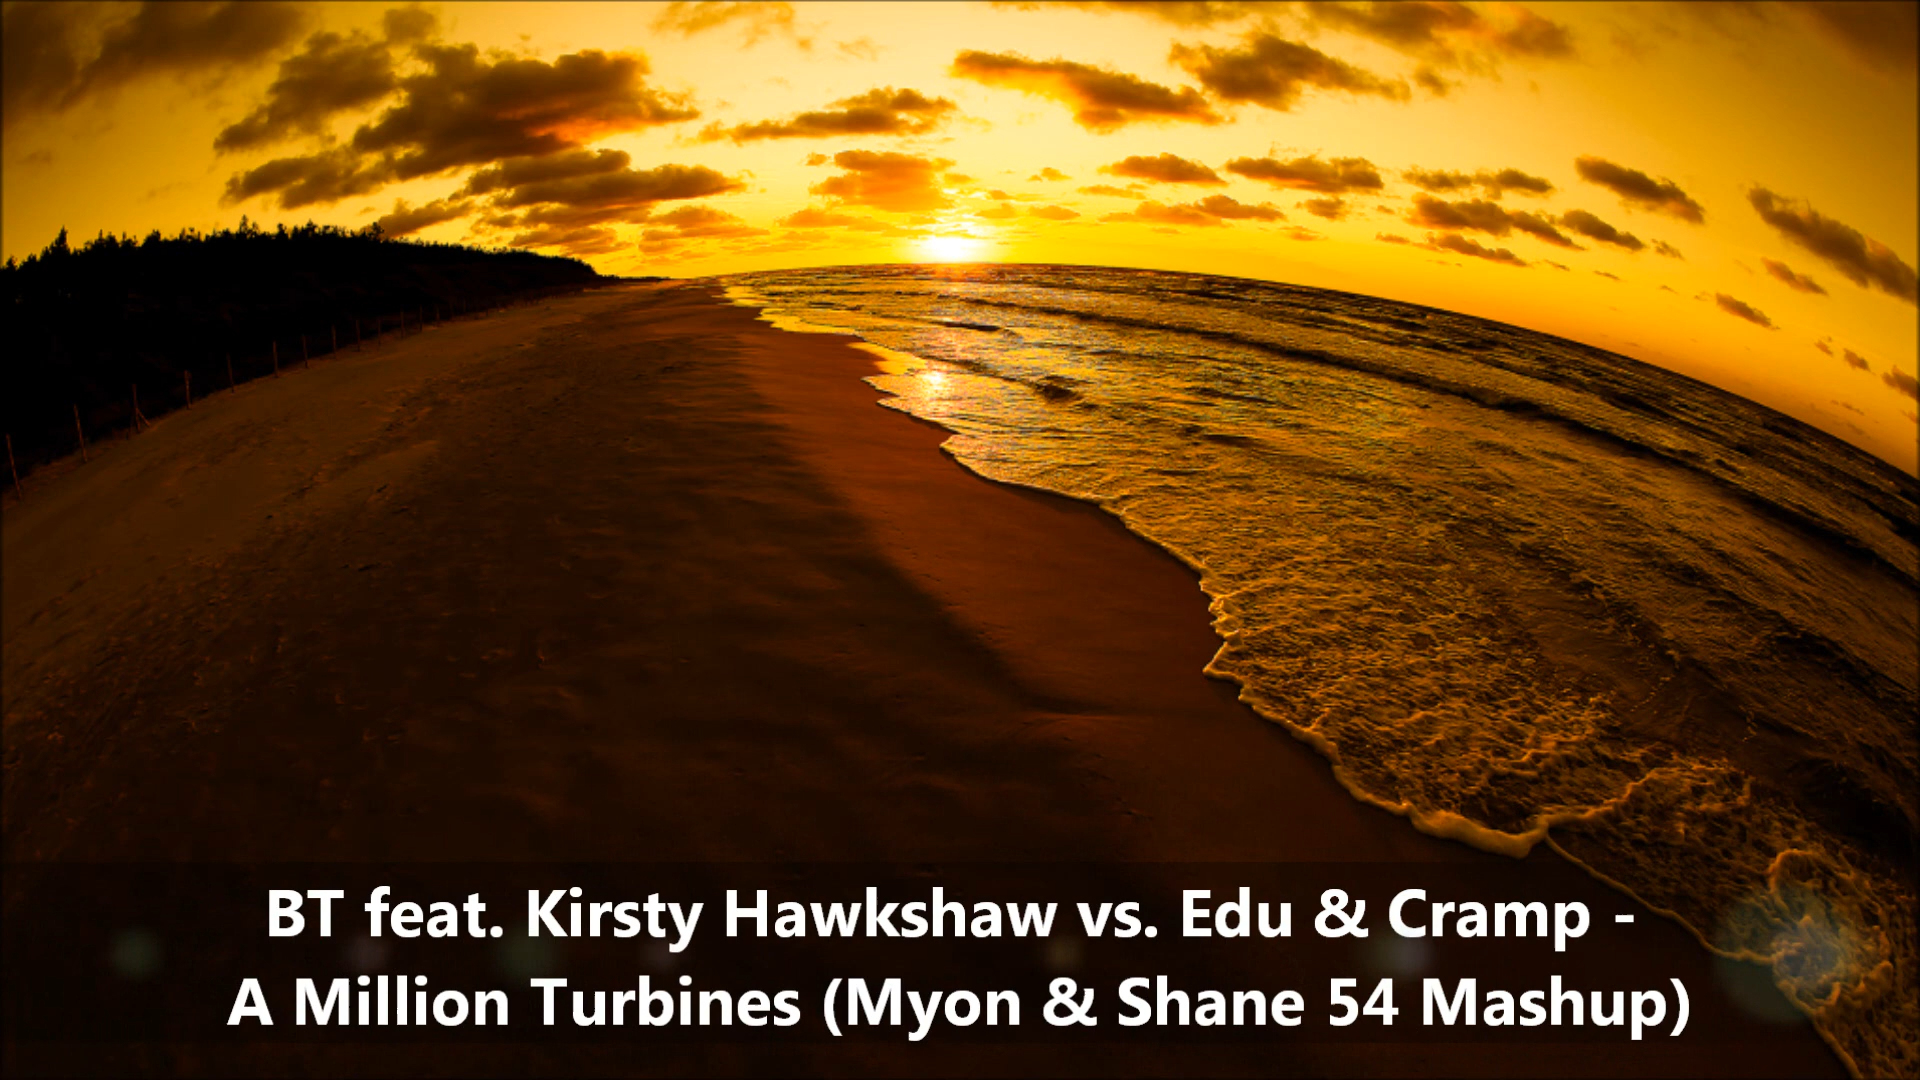 BT feat. Kirsty Hawkshaw vs. Edu & Cramp -
A Million Turbines (Myon & Shane 54 Mashup)